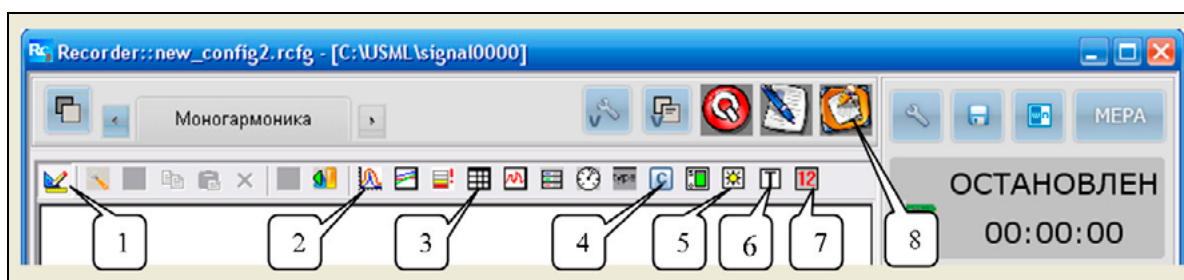 Recorder::new_config2.rcfg - [C:\USML\signal0000]
Моногармоника
МЕРА
C
T
12
ОСТАНОВЛЕН
00:00:00
1
2
3
4
5
6
7
8